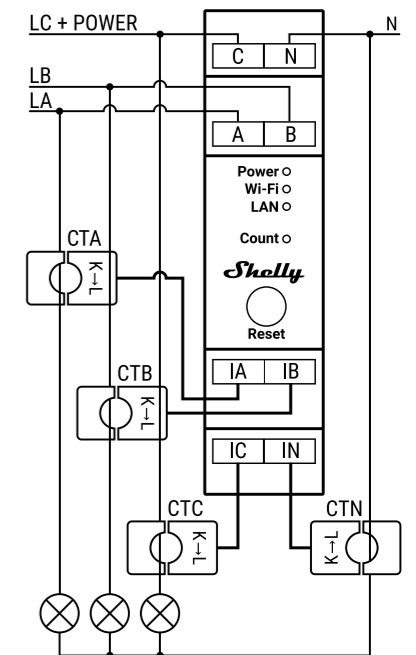 LC + POWER
N
C N
LB
LA
A B
Power
Wi-Fi
LAN
Count
Shelly
Reset
CTA
K→L
IA IB
CTB
K→L
IC IN
CTC
K→L
CTN
K→L